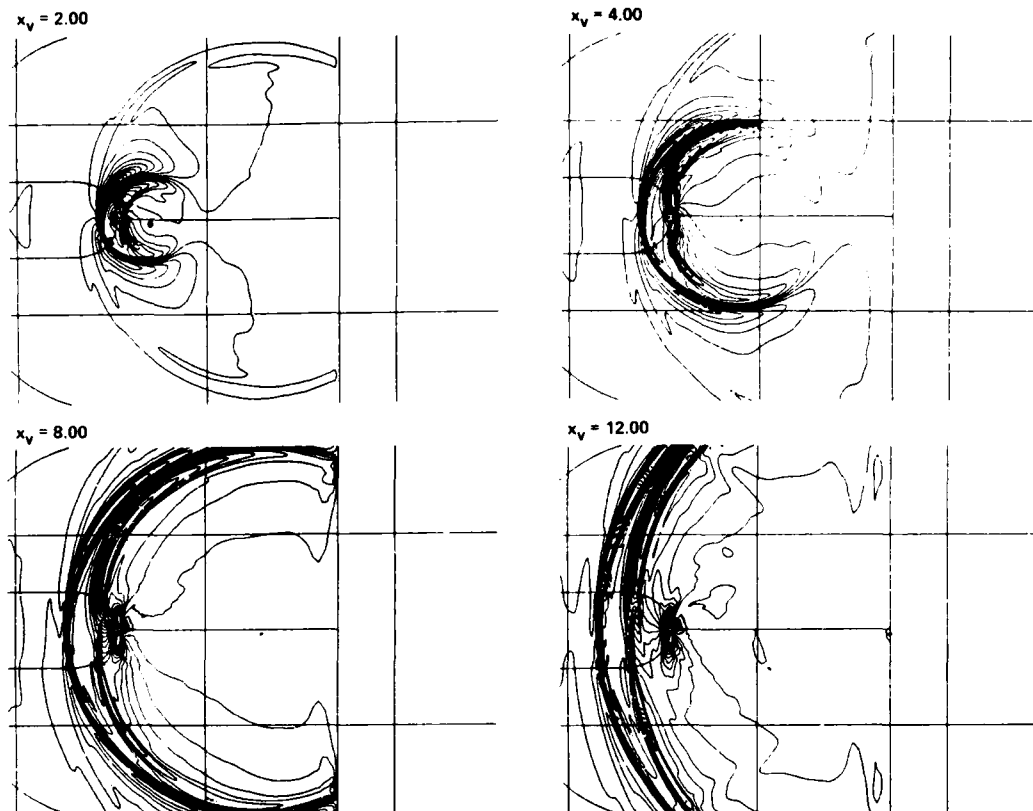 x_v = 2.00
x_v = 4.00
x_v = 8.00
x_v = 12.00